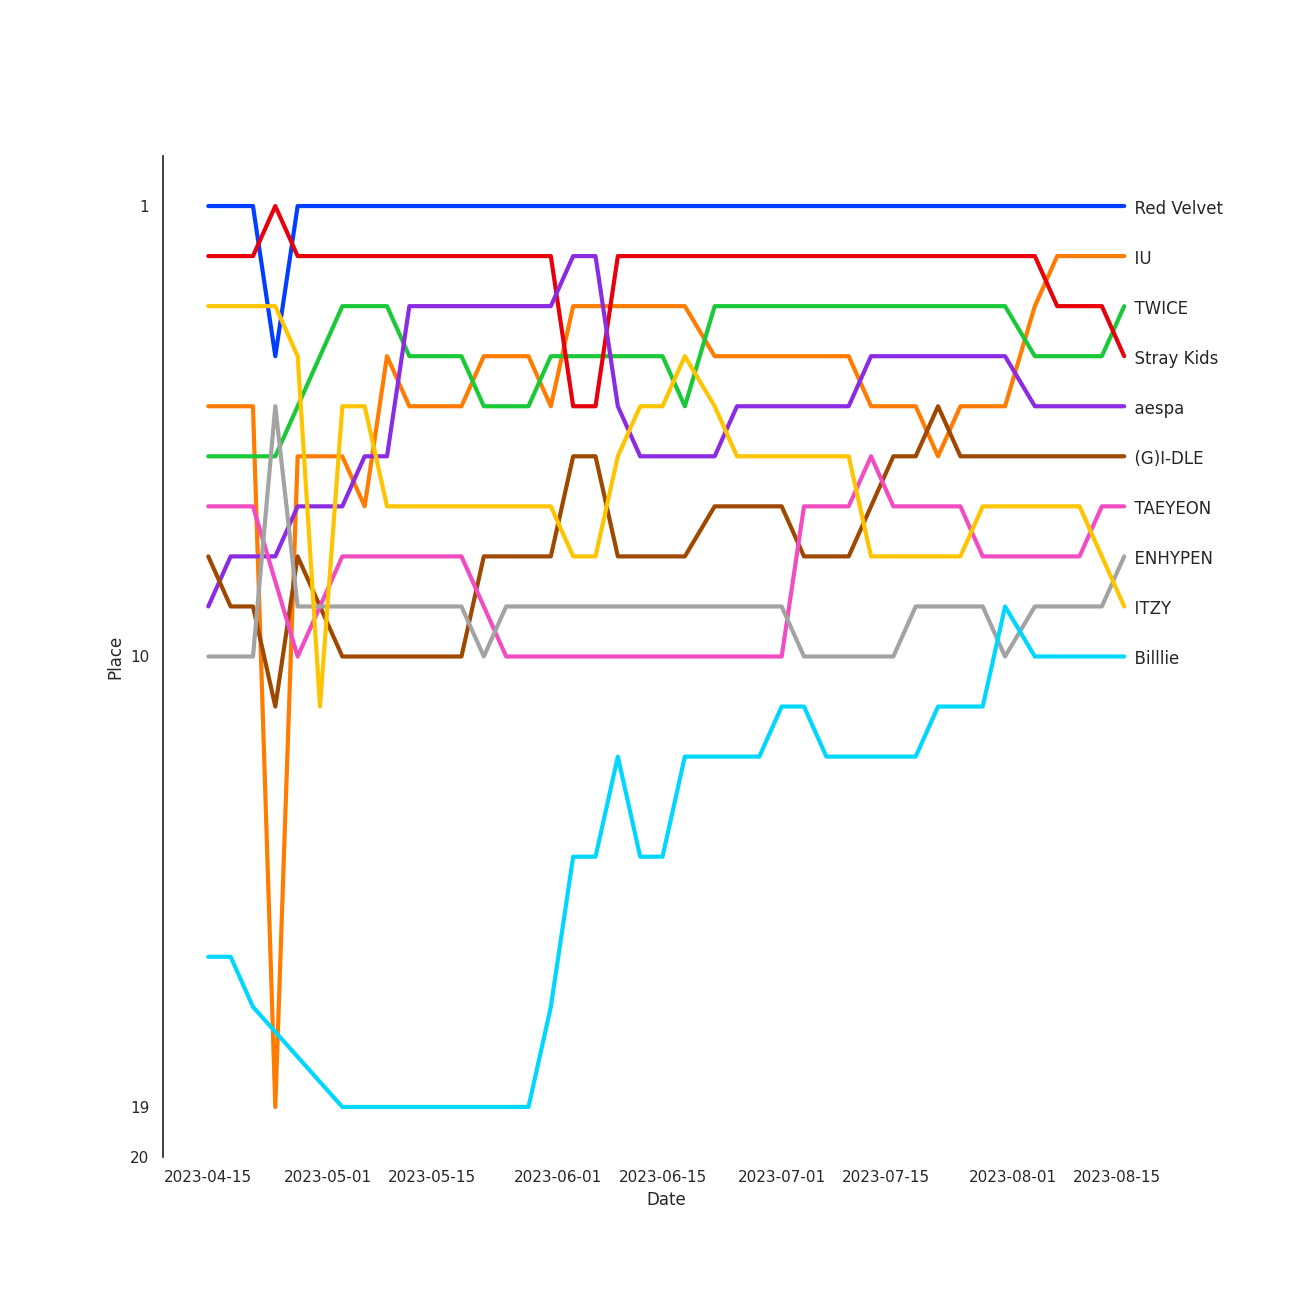 1
10
19
20
Place
Red Velvet
IU
TWICE
Stray Kids
aespa
(G)I-DLE
TAEYEON
ENHYPEN
ITZY
Billlie
2023-04-15 2023-05-01 2023-05-15 2023-06-01 2023-06-15 2023-07-01 2023-07-15 2023-08-01 2023-08-15
Date